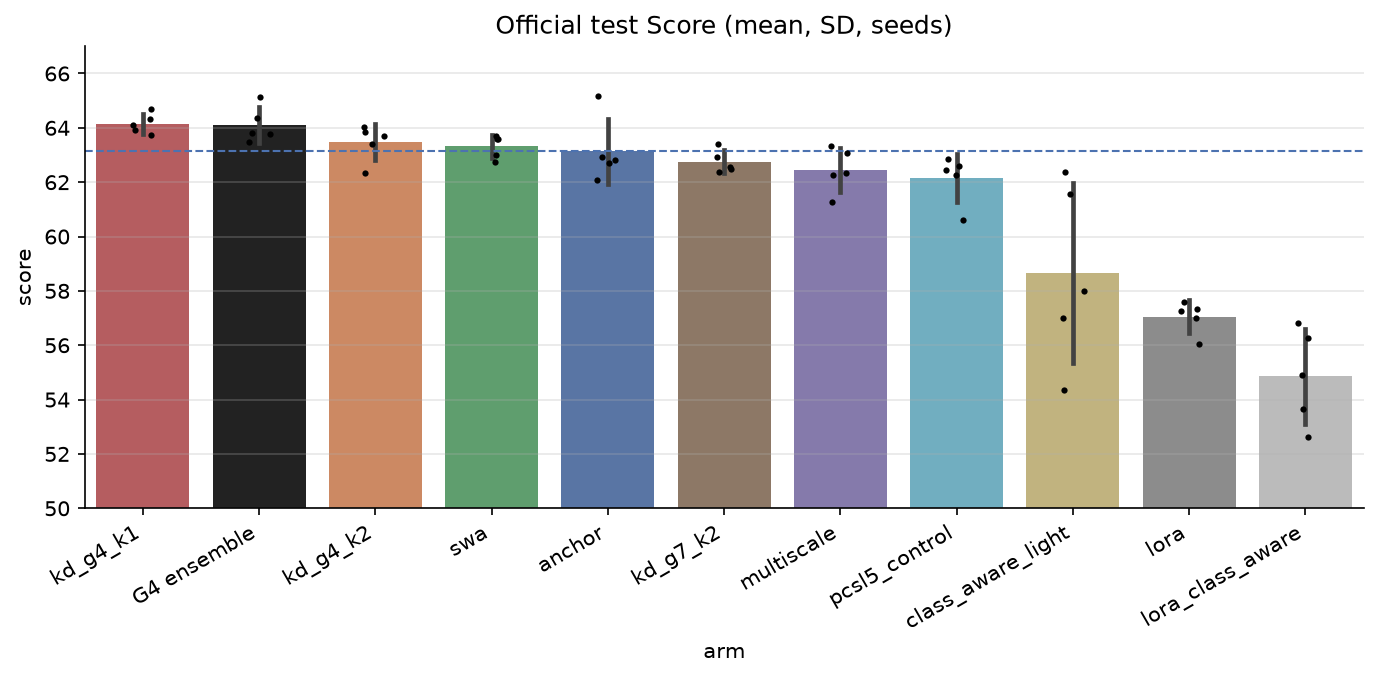 Official test Score (mean, SD, seeds)
score
66
64
62
60
58
56
54
52
50
kd_g4_k1
G4 ensemble
kd_g4_k2
swa
anchor
kd_g7_k2
multiscale
pcsl5_control
class_aware_light
lora
lora_class_aware
arm